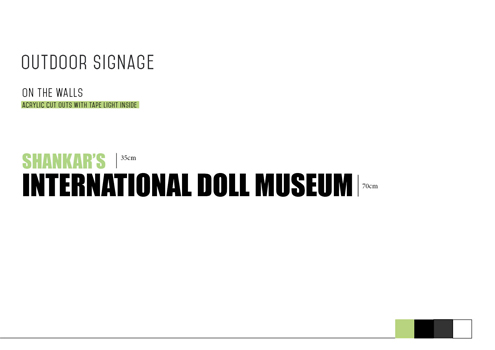 OUTDOOR SIGNAGE
ON THE WALLS
ACRYLIC CUT OUTS WITH TAPE LIGHT INSIDE
SHANKAR'S
35cm
INTERNATIONAL DOLL MUSEUM
70cm